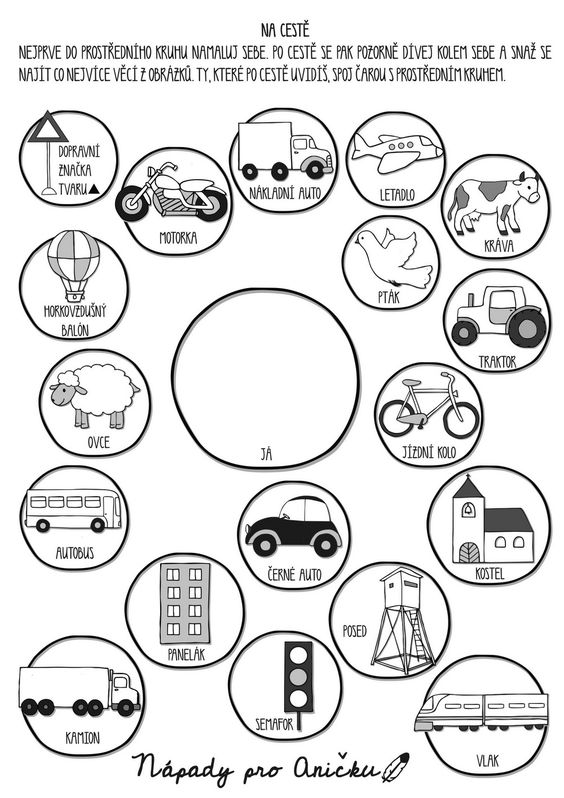 NA CESTĚ
NEJPRVE DO PROSTŘEDNÍHO KRUHU NAMALUJ SEBE. PO CESTĚ SE PAK POZORNĚ DÍVEJ KOLEM SEBE A SNAŽ SE
NAJÍT CO NEJVÍCE VĚCÍ Z OBRÁZKŮ. TY, KTERÉ PO CESTĚ UVIDÍŠ, SPOJ ČAROU S PROSTŘEDNÍM KRUHEM.
DOPRAVNÍ
ZNAČKA
TVARU▲
MOTORKA
NÁKLADNÍ AUTO
LETADLO
KRÁVA
HORKOVZDUŠNÝ
BALÓN
PTÁK
TRAKTOR
OVCE
JÁ
JÍZDNÍ KOLO
AUTOBUS
ČERNÉ AUTO
KOSTEL
PANELÁK
POSED
KAMION
SEMAFOR
VLAK
Nápady pro Aničku